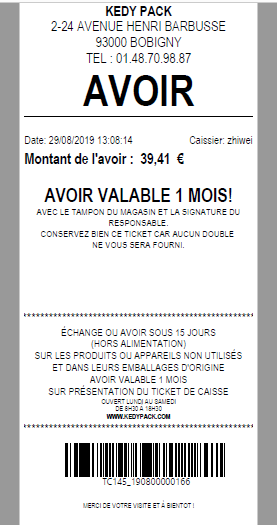 KEDY PACK
2-24 AVENUE HENRI BARBUSSE
93000 BOBIGNY
TEL : 01.48.70.98.87
AVOIR
Date: 29/08/2019 13:08:14 Caissier: zhiwei
Montant de l'avoir : 39,41 €
AVOIR VALABLE 1 MOIS!
AVEC LE TAMPON DU MAGASIN ET LA SIGNATURE DU
RESPONSABLE.
CONSERVEZ BIEN CE TICKET CAR AUCUN DOUBLE
NE VOUS SERA FOURNI.
ÉCHANGE OU AVOIR SOUS 15 JOURS
(HORS ALIMENTATION)
SUR LES PRODUITS OU APPAREILS NON UTILISÉS
ET DANS LEURS EMBALLAGES D'ORIGINE
AVOIR VALABLE 1 MOIS
SUR PRÉSENTATION DU TICKET DE CAISSE
OUVERT LUNDI AU SAMEDI
DE 8H30 A 18H30
WWW.KEDYPACK.COM
TC145_190800000166
MERCI DE VOTRE VISITE ET À BIENTOT !